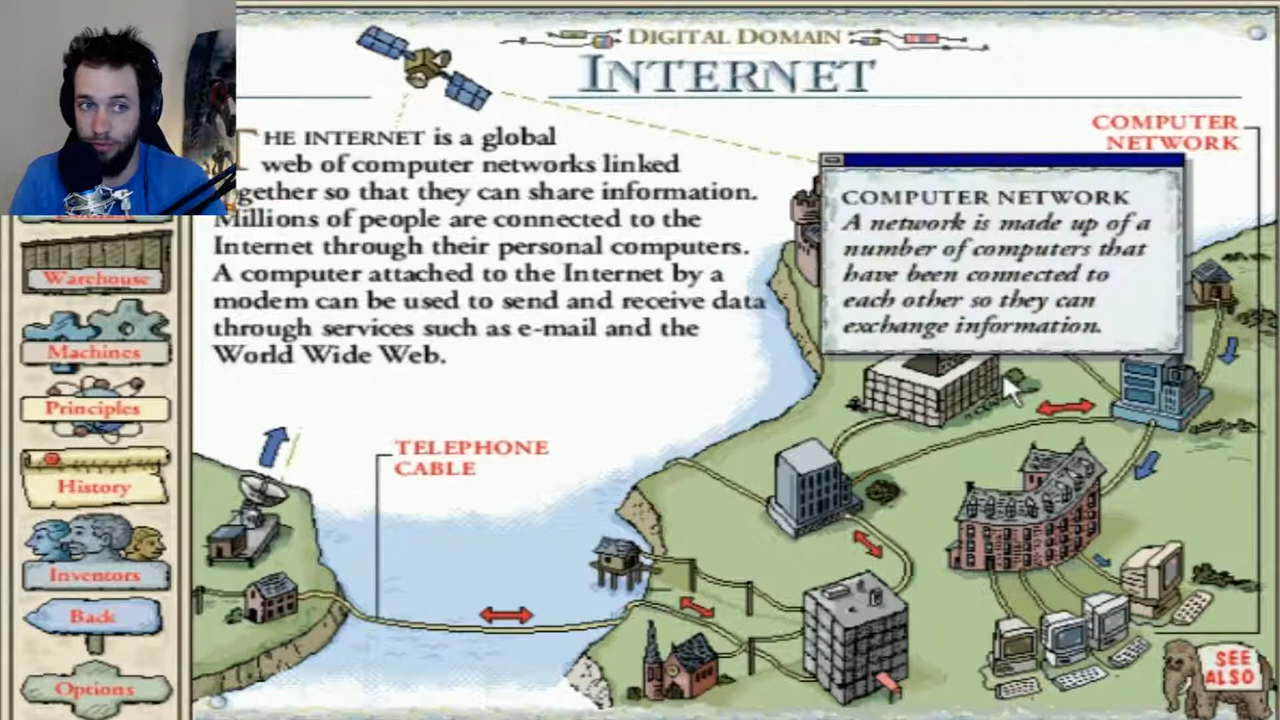 DIGITAL DOMAIN
INTERNET
HE INTERNET is a global
web of computer networks linked
gether so that they can share information.
Millions of people are connected to the
Internet through their personal computers.
A computer attached to the Internet by a
modem can be used to send and receive data
through services such as e-mail and the
World Wide Web.
COMPUTER
NETWORK
COMPUTER NETWORK
A network is made up of a
number of computers that
have been connected to
each other so they can
exchange information.
TELEPHONE
CABLE
Warehouse
Machines
Principles
History
Inventors
Back
Options
SEE
ALSO